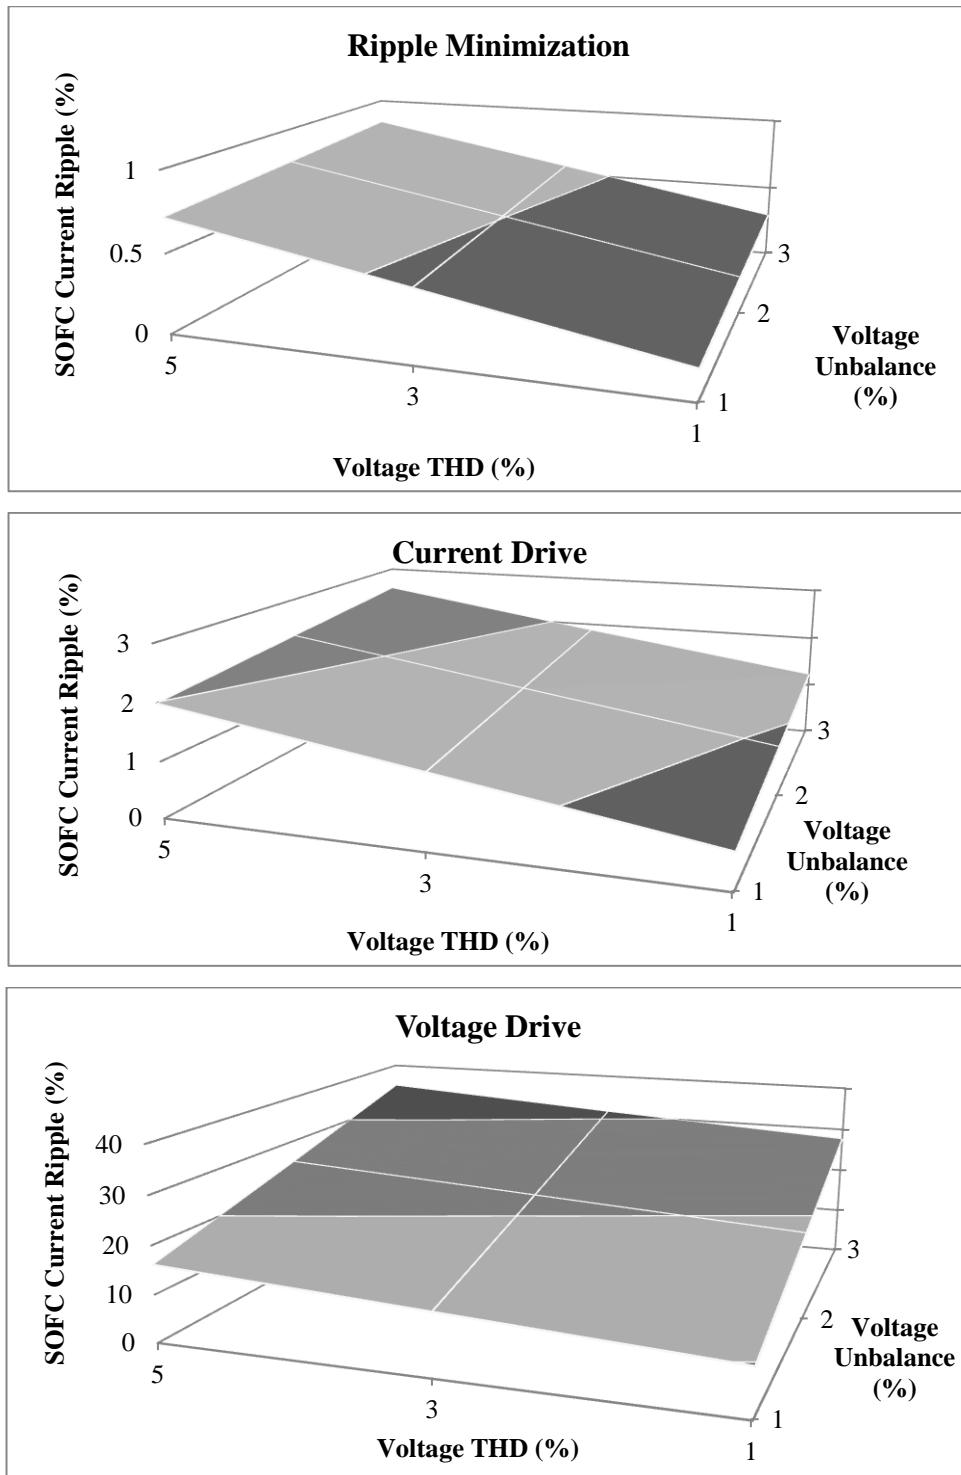 Ripple Minimization
SOFC Current Ripple (%)
1
0.5
0
5
3
1
Voltage THD (%)
3
2
1
Voltage
Unbalance
(%)
Current Drive
SOFC Current Ripple (%)
3
2
1
0
5
3
1
Voltage THD (%)
3
2
1
Voltage
Unbalance
(%)
Voltage Drive
SOFC Current Ripple (%)
40
30
20
10
0
5
3
1
Voltage THD (%)
3
2
1
Voltage
Unbalance
(%)